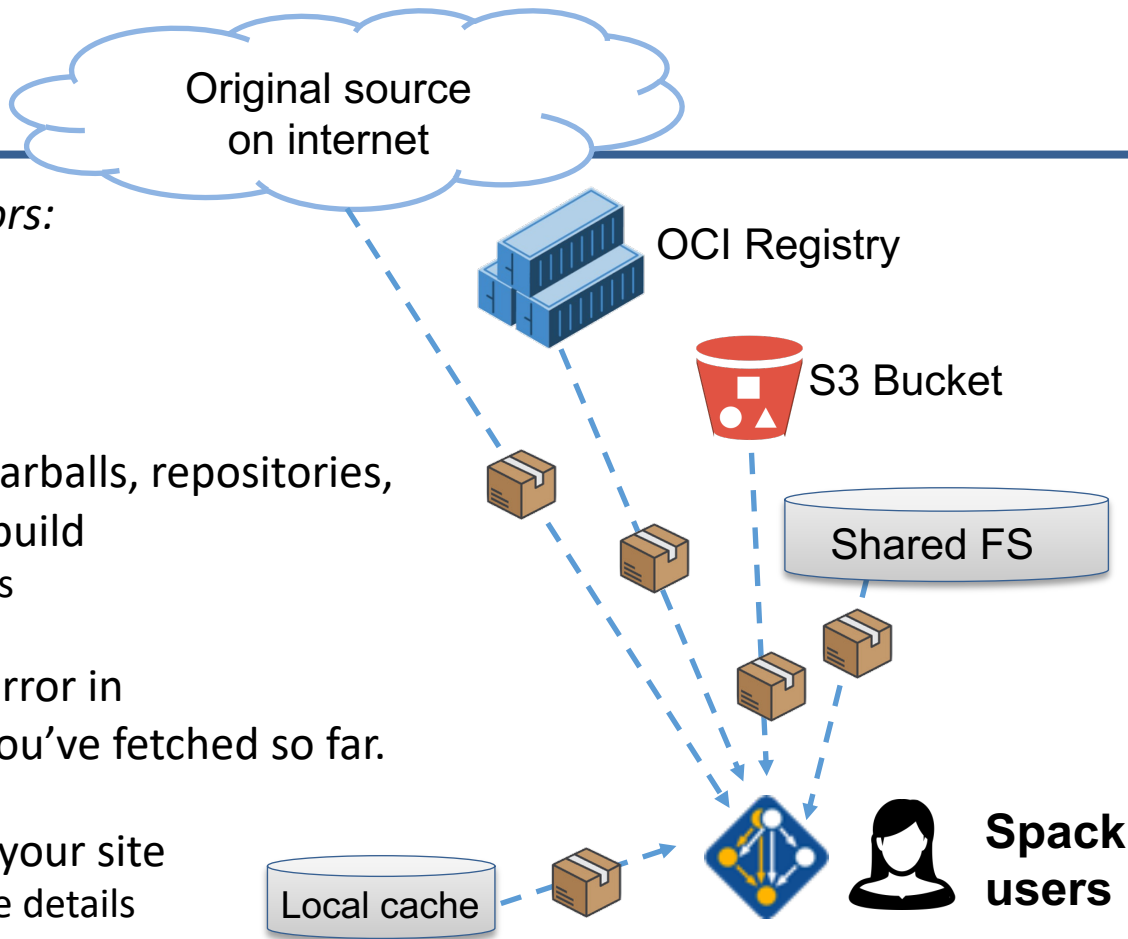 Original source
on internet
ors:
OCI Registry
S3 Bucket
arballs, repositories,
build
s
Shared FS
rror in
ou’ve fetched so far.
your site
e details
Local cache
Spack
users